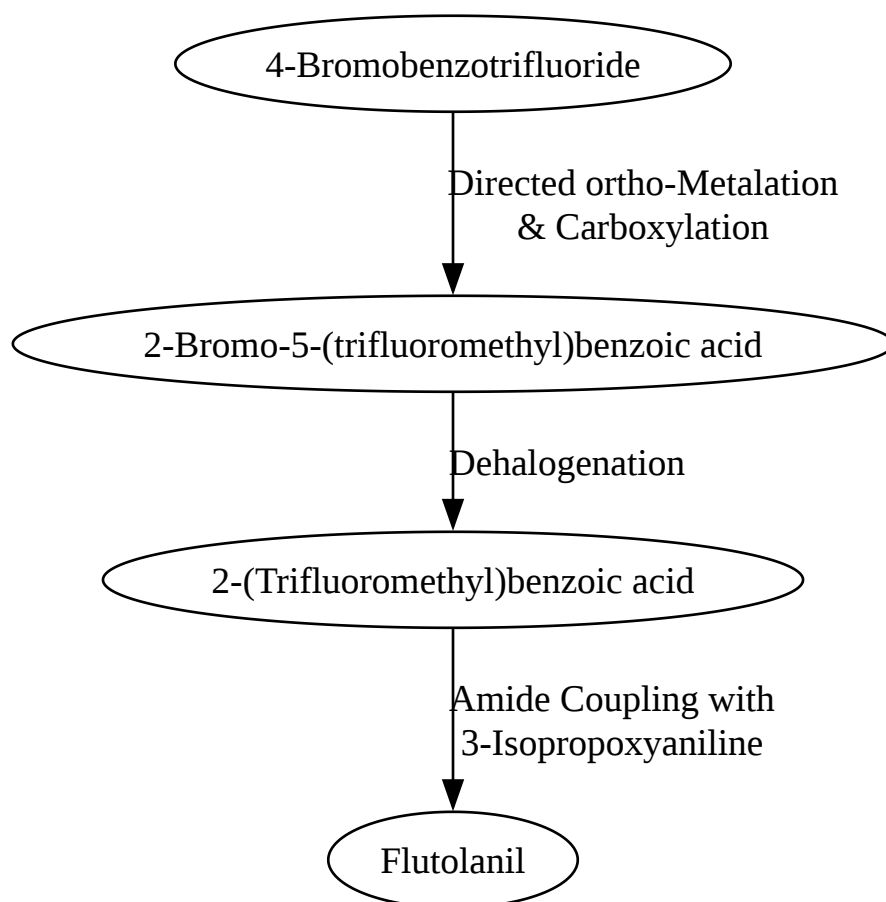 4-Bromobenzotrifluoride
Directed ortho-Metalation
& Carboxylation
2-Bromo-5-(trifluoromethyl)benzoic acid
Dehalogenation
2-(Trifluoromethyl)benzoic acid
Amide Coupling with
3-Isopropoxyaniline
Flutolanil